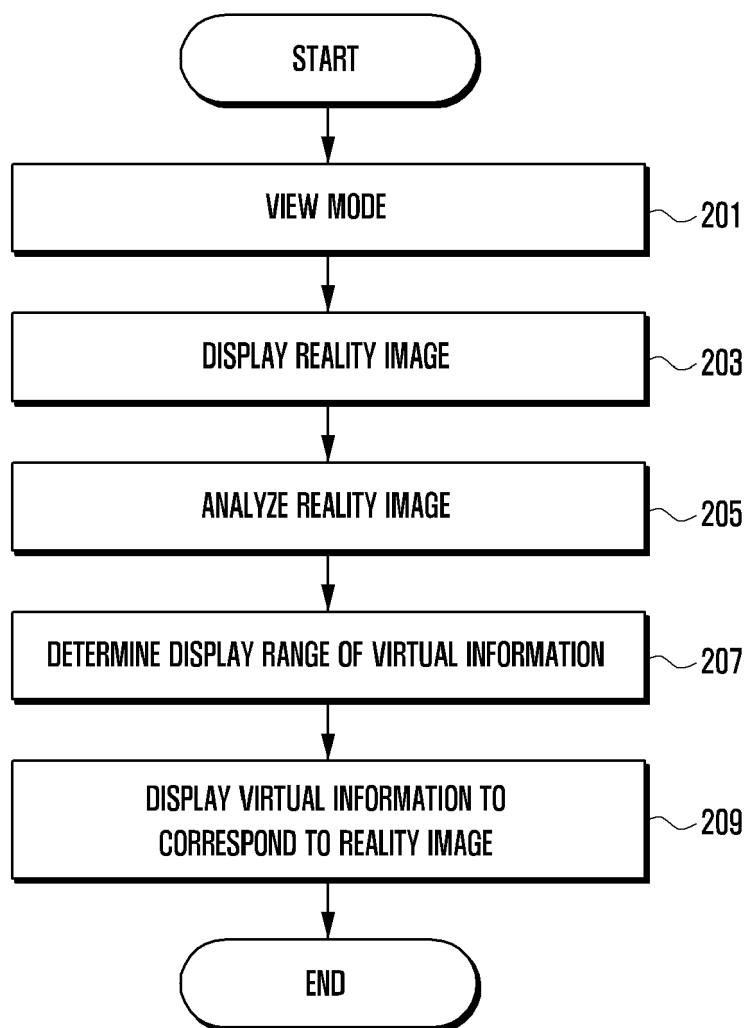 START
VIEW MODE
201
DISPLAY REALITY IMAGE
203
ANALYZE REALITY IMAGE
205
DETERMINE DISPLAY RANGE OF VIRTUAL INFORMATION
207
DISPLAY VIRTUAL INFORMATION TO
CORRESPOND TO REALITY IMAGE
209
END